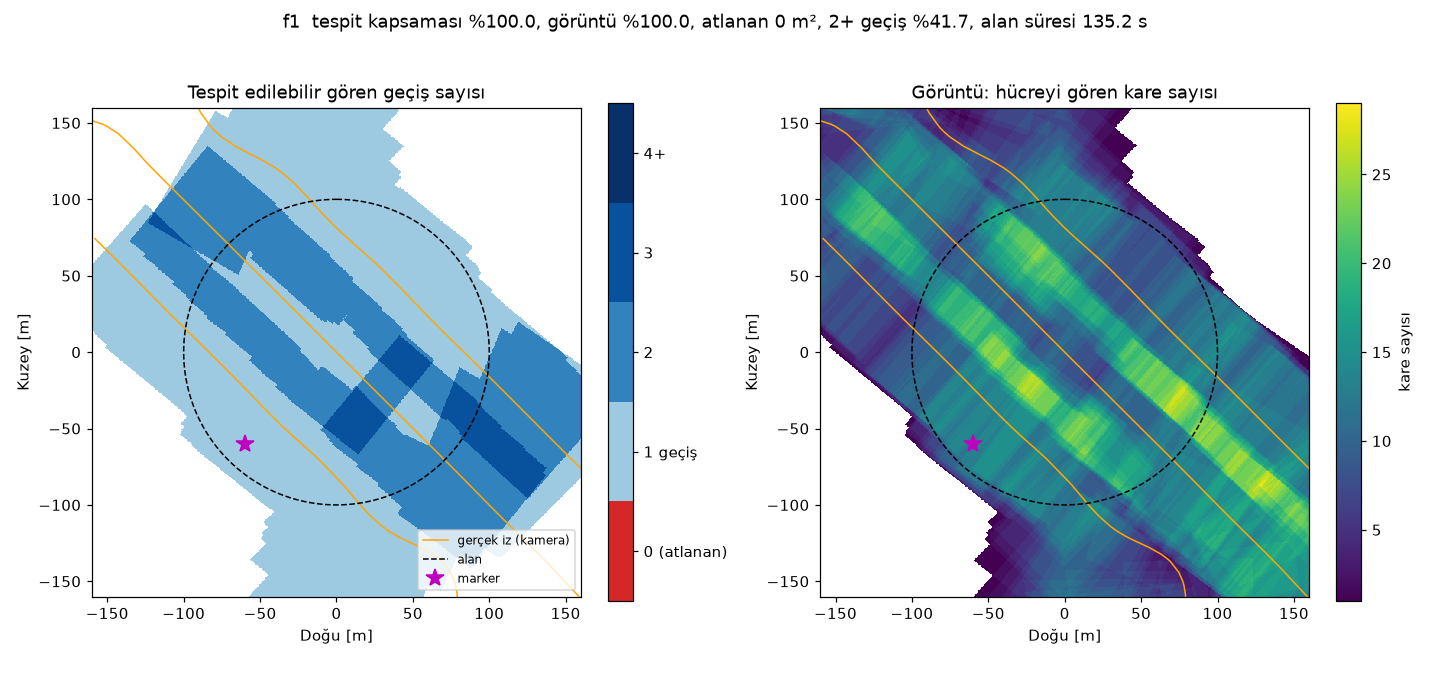 f1  tespit kapsaması %100.0, görüntü %100.0, atlanan 0 m², 2+ geçiş %41.7, alan süresi 135.2 s
Tespit edilebilir gören geçiş sayısı
150
100
50
0
−50
−100
−150
Kuzey [m]
−150 −100 −50 0 50 100 150
Doğu [m]
gerçek iz (kamera)
alan
marker
4+
3
2
1 geçiş
0 (atlanan)
Görüntü: hücreyi gören kare sayısı
150
100
50
0
−50
−100
−150
Kuzey [m]
−150 −100 −50 0 50 100 150
Doğu [m]
25
20
15
10
5
kare sayısı